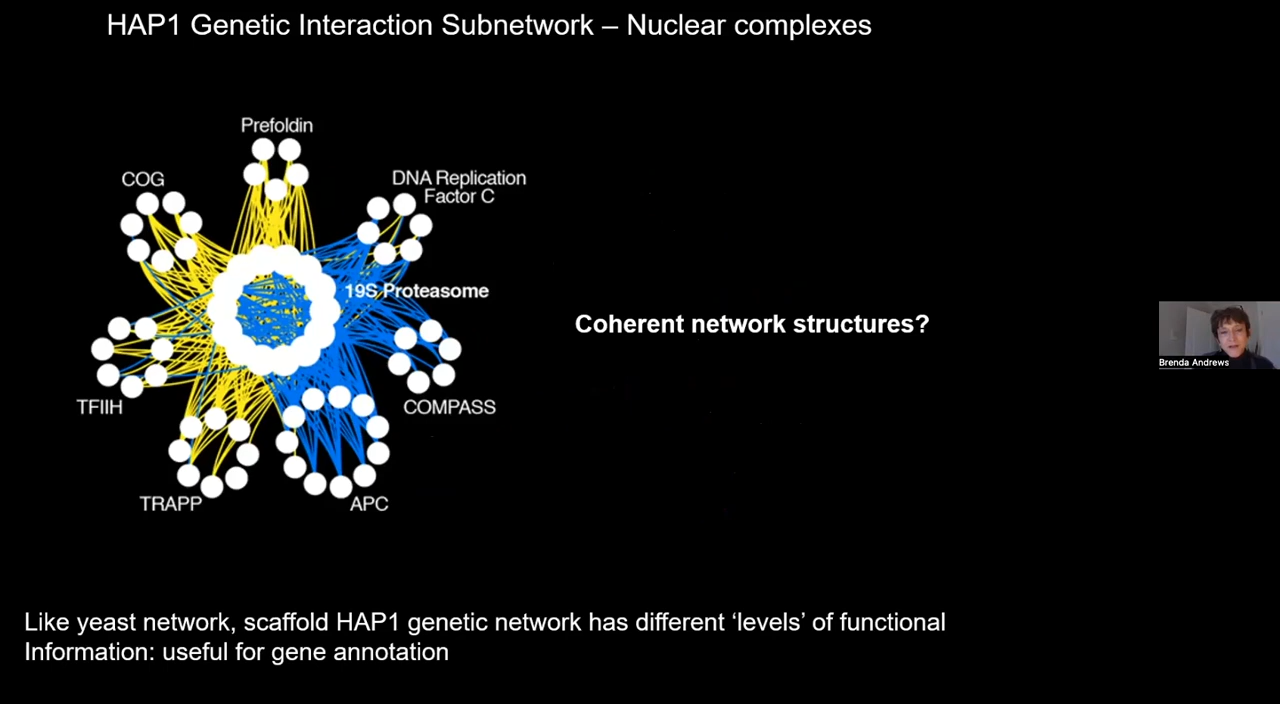 HAP1 Genetic Interaction Subnetwork – Nuclear complexes
Prefoldin
COG
DNA Replication
Factor C
19S Proteasome
Coherent network structures?
Brenda Andrews
TFIIH
COMPASS
TRAPP
APC
Like yeast network, scaffold HAP1 genetic network has different ‘levels’ of functional
Information: useful for gene annotation